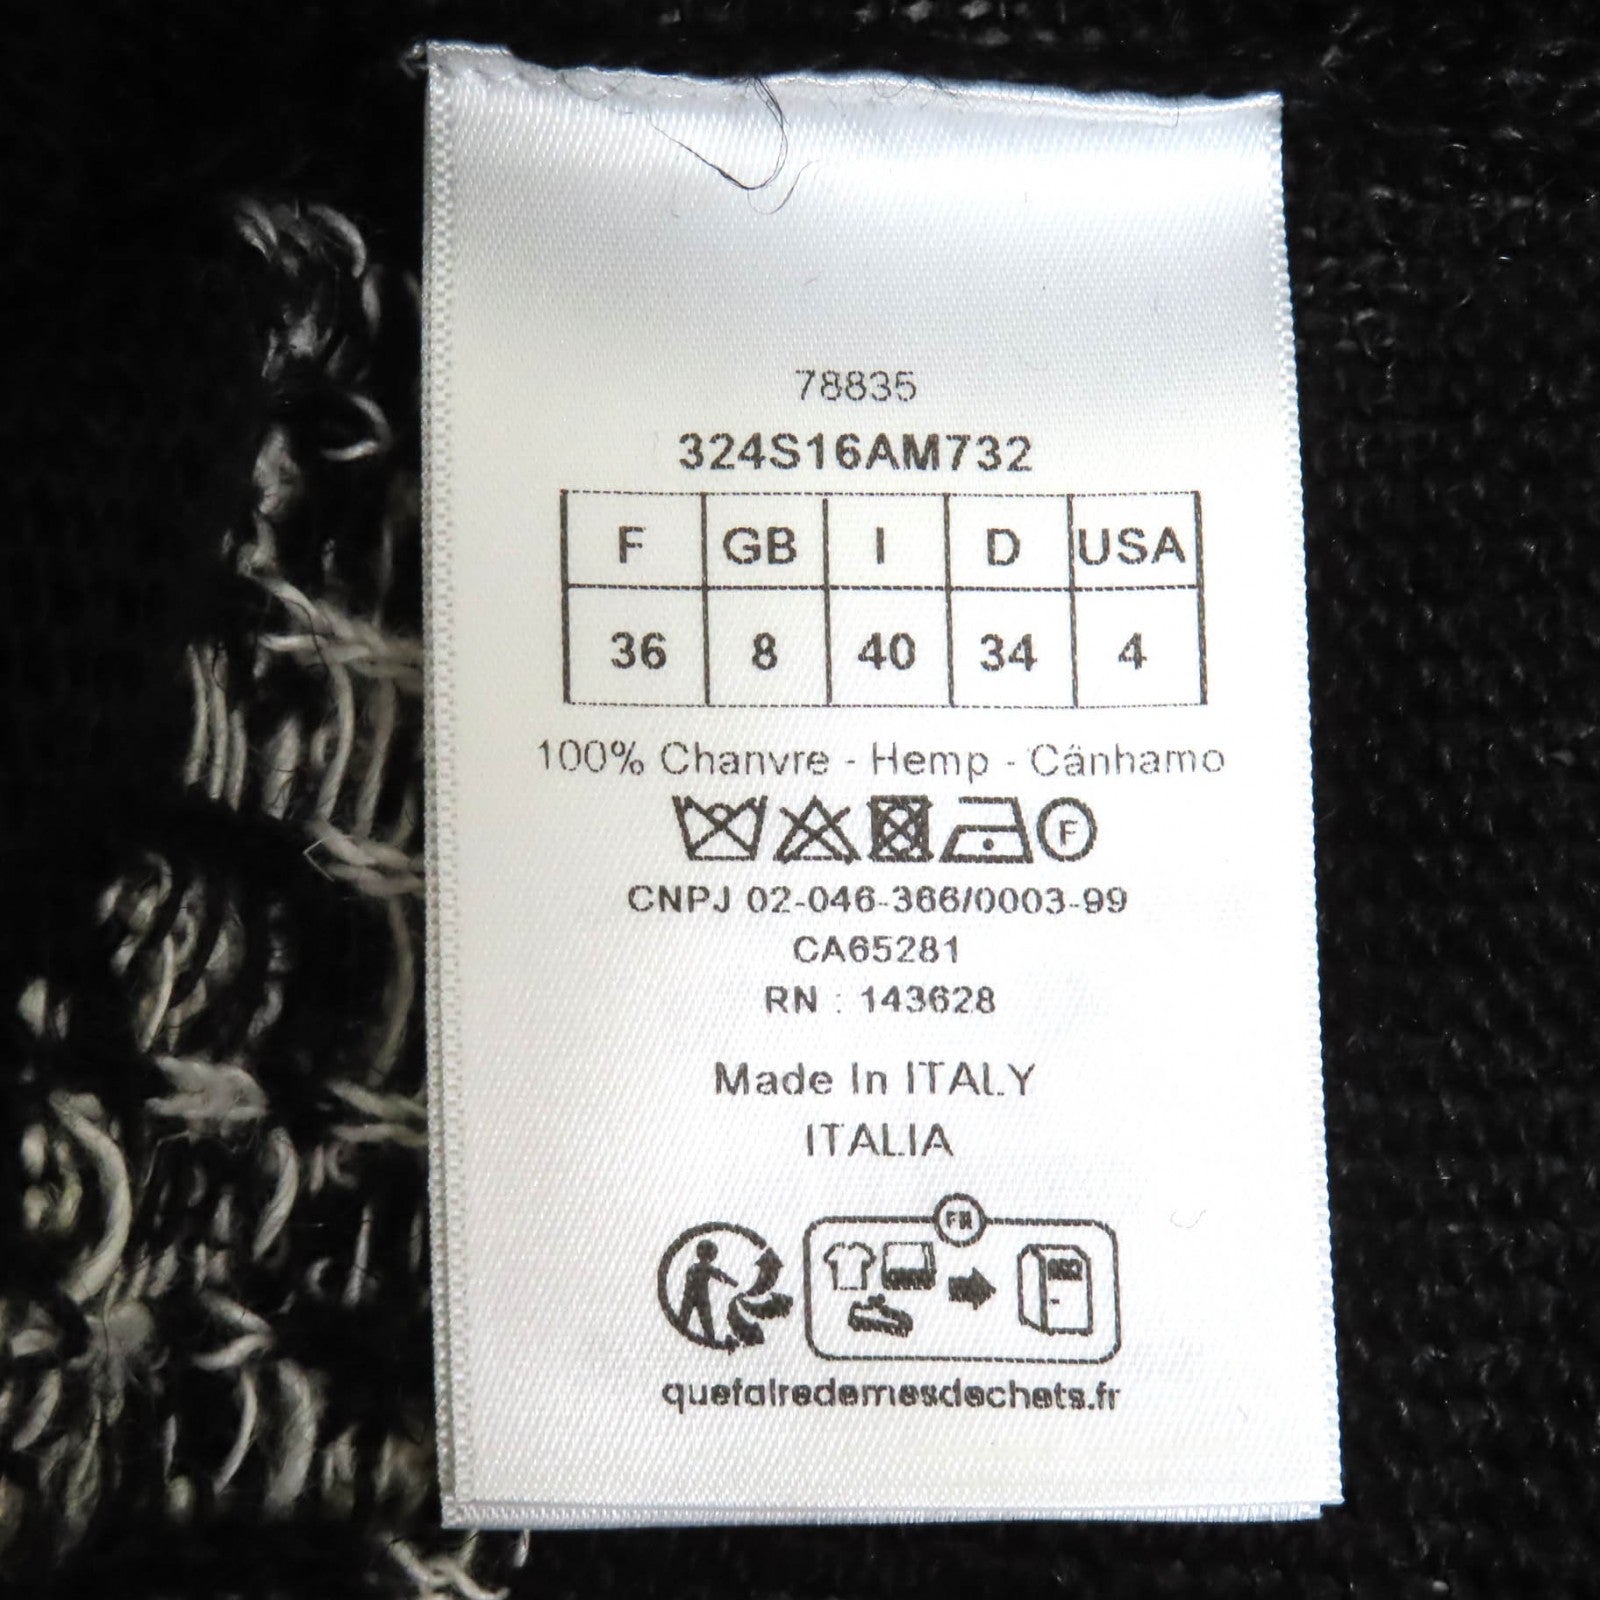 78835
324S16AM732
F GB I D USA
36 8 40 34 4
100% Chanvre - Hemp - Cânhamo
F
CNPJ 02-046-366/0003-99
CA65281
RN : 143628
Made In ITALY
ITALIA
FR
quefairedemesdechets.fr